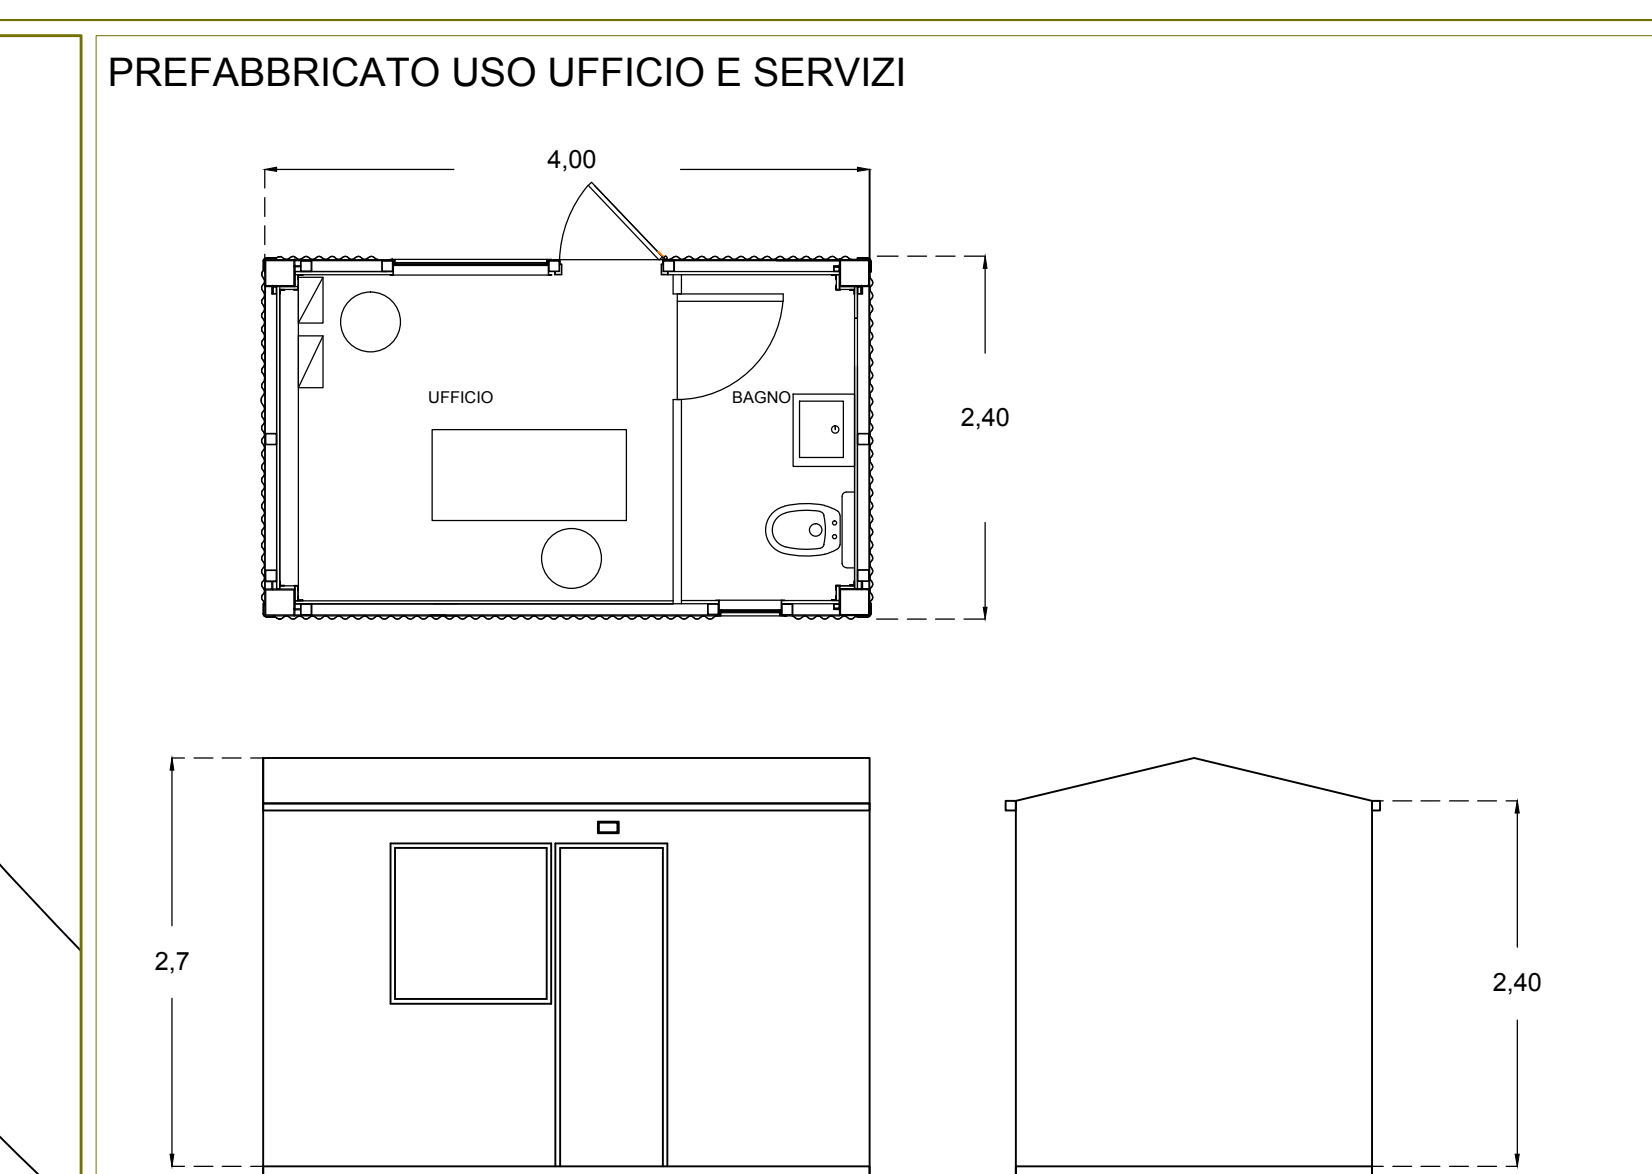 PREFABBRICATO USO UFFICIO E SERVIZI
4,00
UFFICIO
BAGNO
2,40
2,7
2,40